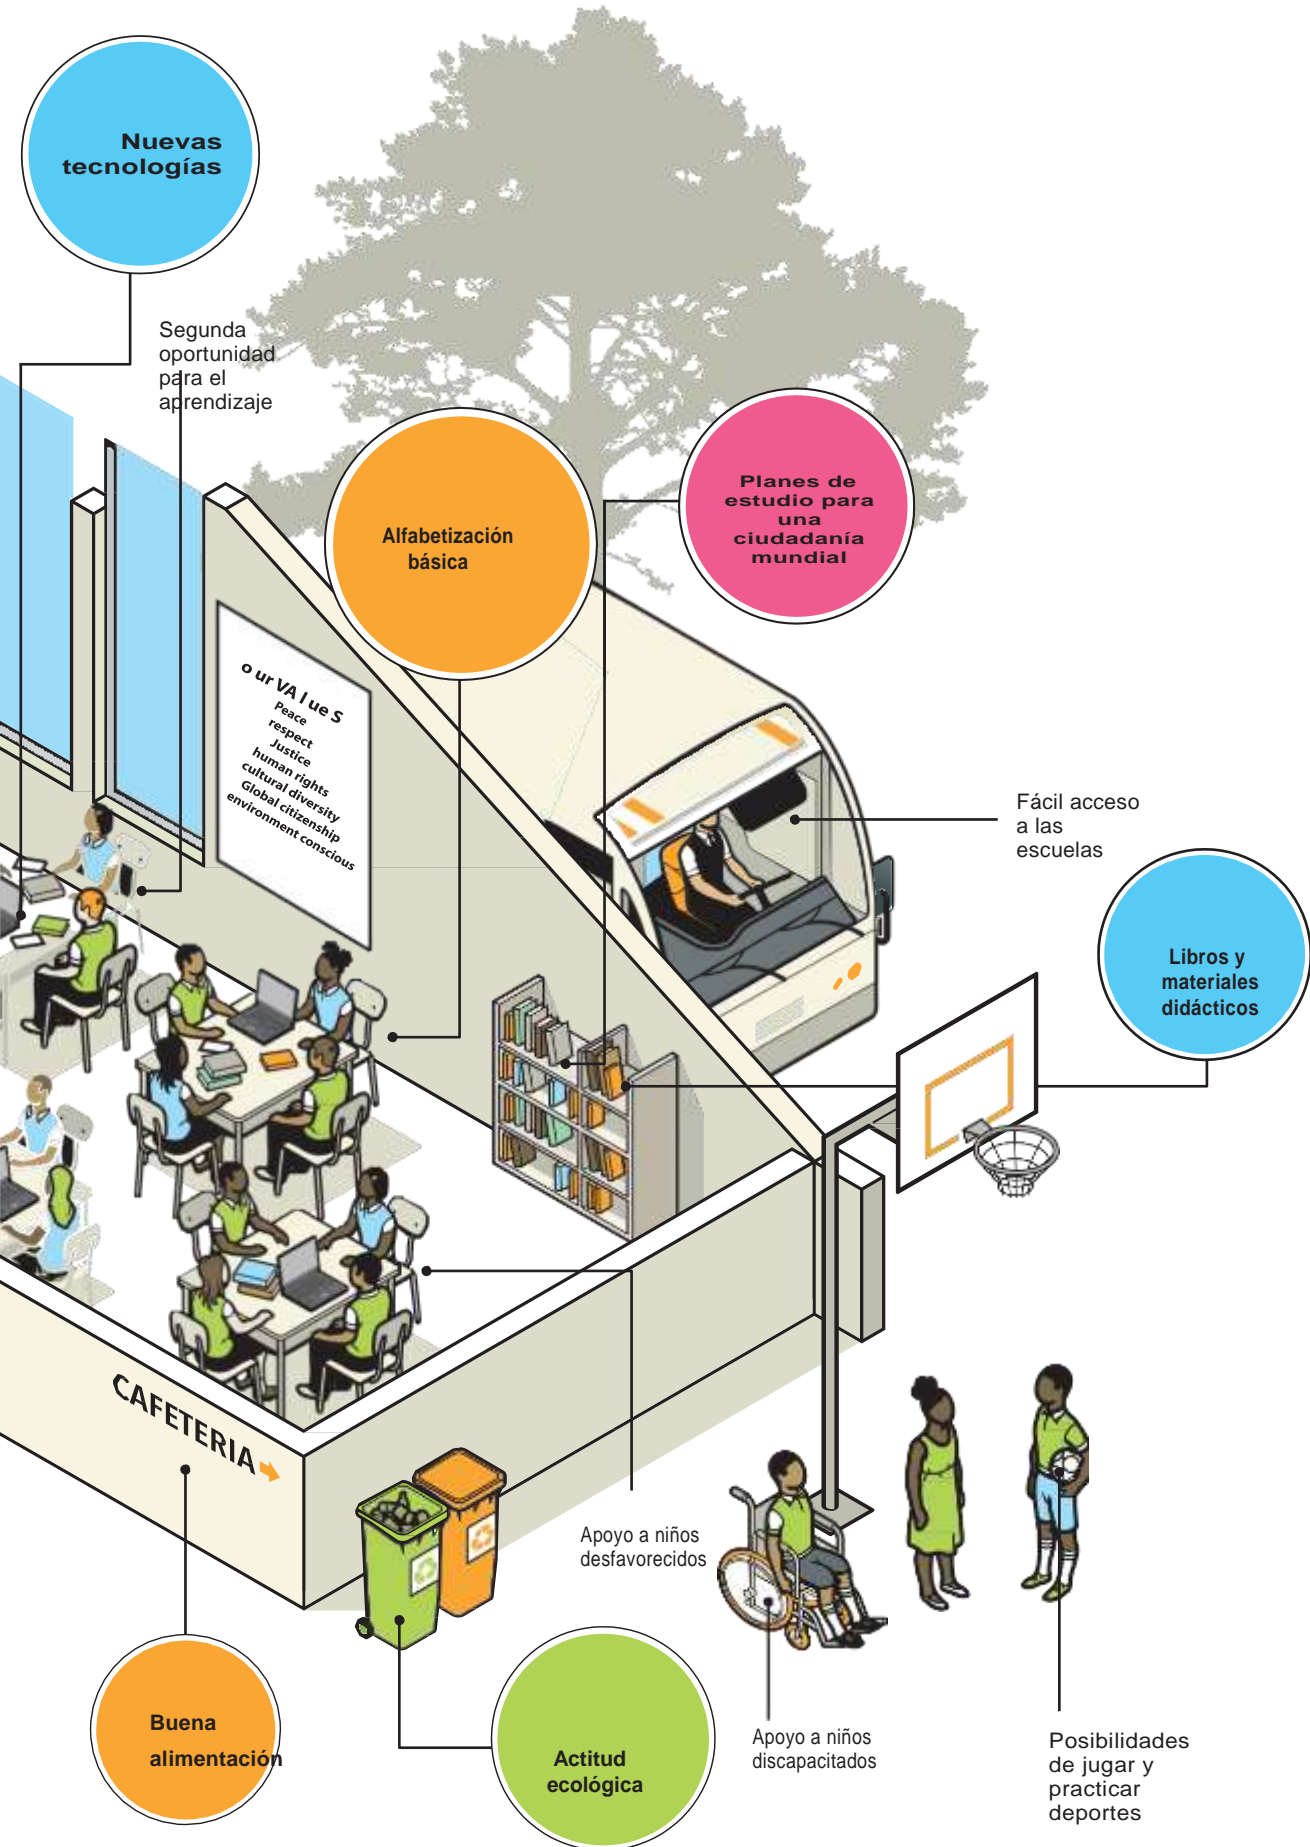 Nuevas
tecnologías
Segunda
oportunidad
para el
aprendizaje
Alfabetización
básica
Planes de
estudio para
una
ciudadanía
mundial
o ur VA l ue S
Peace
respect
Justice
human rights
cultural diversity
Global citizenship
environment conscious
Fácil acceso
a las
escuelas
Libros y
materiales
didácticos
CAFETERIA
Apoyo a niños
desfavorecidos
Buena
alimentación
Actitud
ecológica
Apoyo a niños
discapacitados
Posibilidades
de jugar y
practicar
deportes